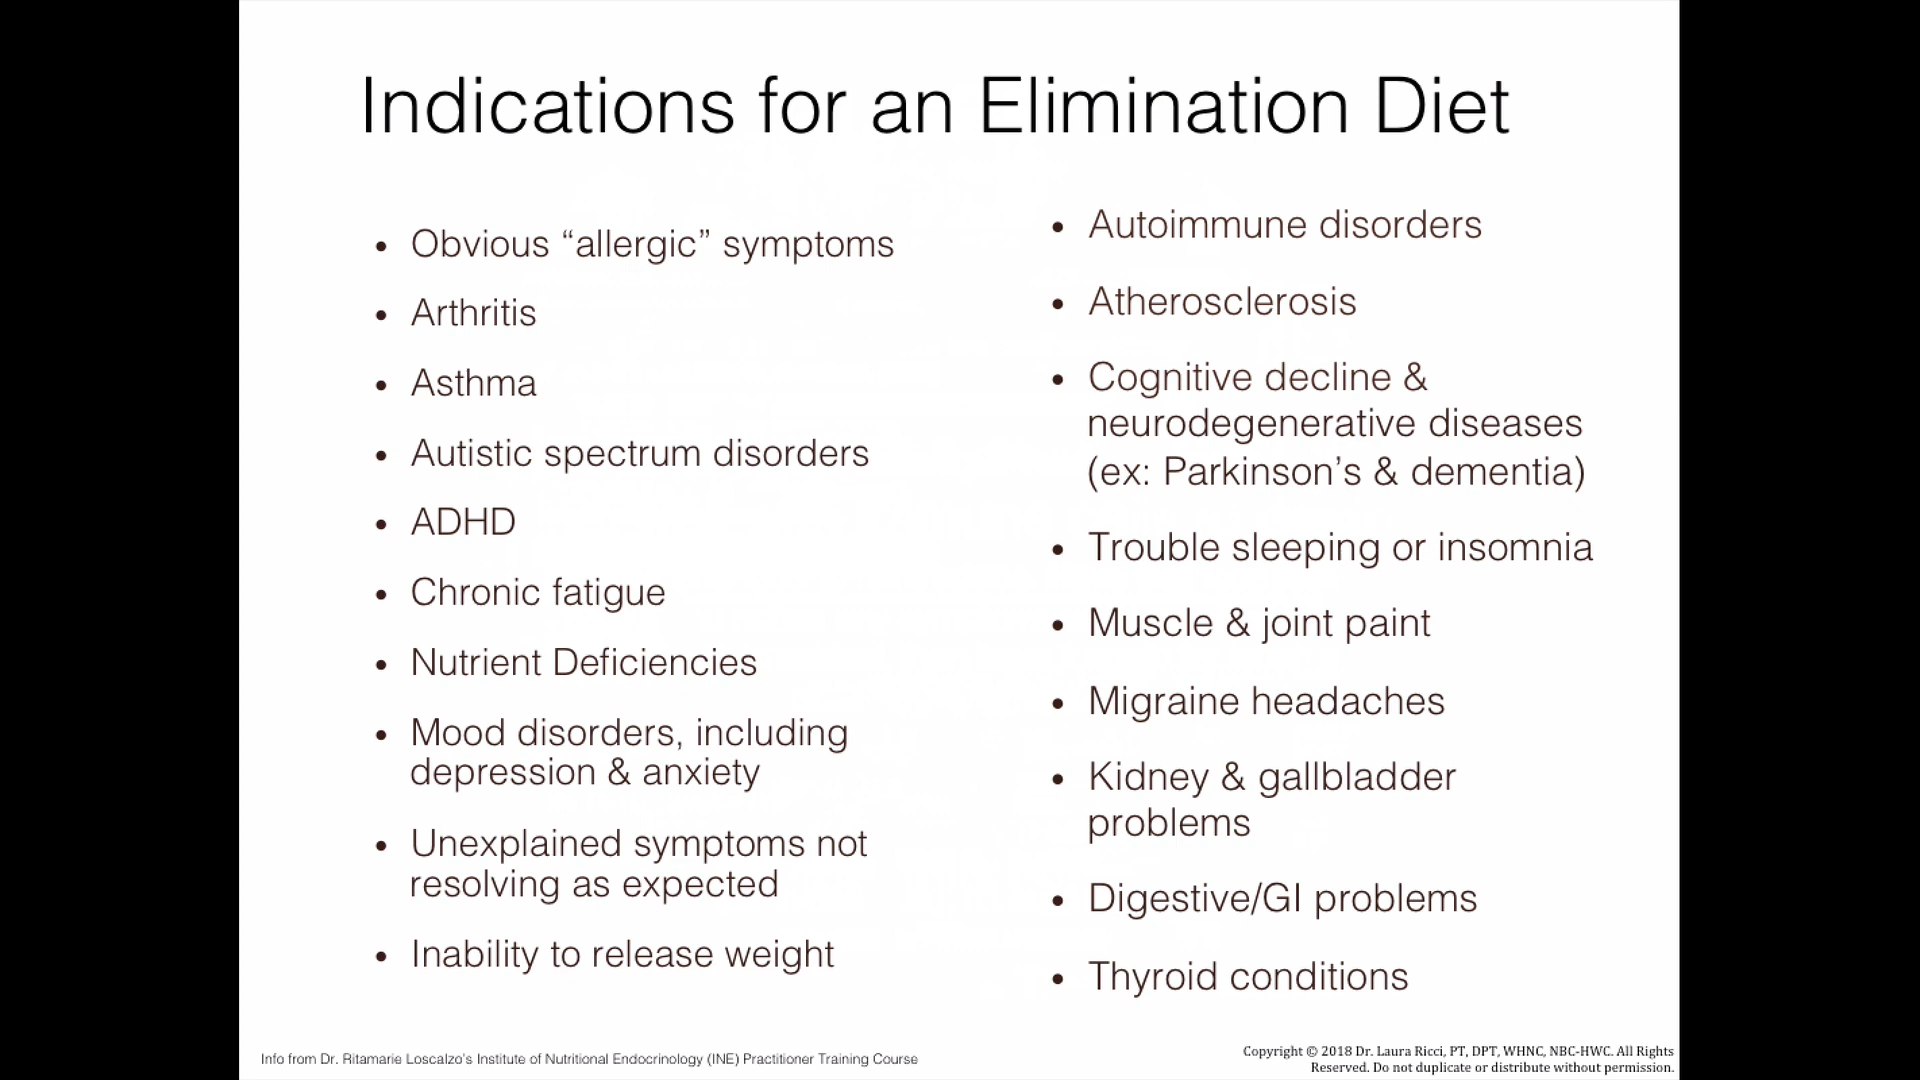 Indications for an Elimination Diet
• Obvious “allergic” symptoms
• Arthritis
• Asthma
• Autistic spectrum disorders
• ADHD
• Chronic fatigue
• Nutrient Deficiencies
• Mood disorders, including
depression & anxiety
• Unexplained symptoms not
resolving as expected
• Inability to release weight
• Autoimmune disorders
• Atherosclerosis
• Cognitive decline &
neurodegenerative diseases
(ex: Parkinson’s & dementia)
• Trouble sleeping or insomnia
• Muscle & joint paint
• Migraine headaches
• Kidney & gallbladder
problems
• Digestive/GI problems
• Thyroid conditions
Info from Dr. Ritamarie Loscalzo’s Institute of Nutritional Endocrinology (INE) Practitioner Training Course
Copyright © 2018 Dr. Laura Ricci, PT, DPT, WHNC, NBC-HWC. All Rights
Reserved. Do not duplicate or distribute without permission.